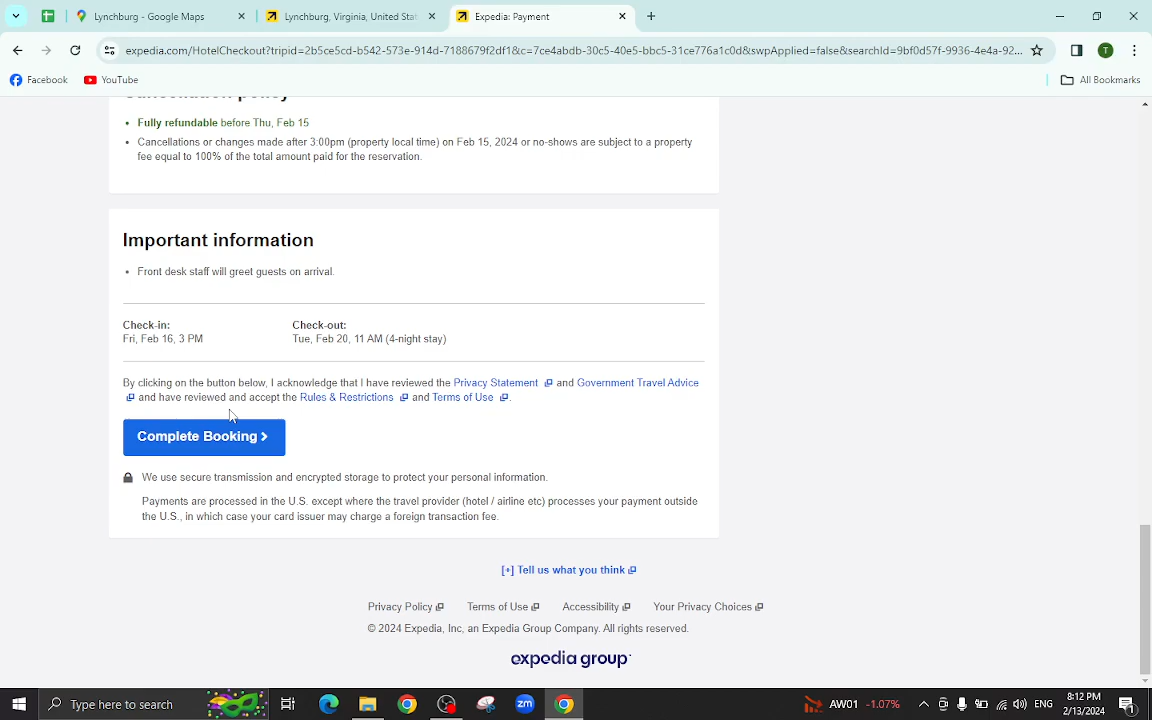 Lynchburg - Google Maps
Lynchburg, Virginia, United Stat
Expedia: Payment
expedia.com/HotelCheckout?tripid=2b5ce5cd-b542-573e-914d-7188679f2df1&c=7ce4abdb-30c5-40e5-bbc5-31ce776a1c0d&swpApplied=false&searchId=9bf0d57f-9936-4e4a-92...
T
Facebook
YouTube
All Bookmarks
Cancellation policy
• Fully refundable before Thu, Feb 15
• Cancellations or changes made after 3:00pm (property local time) on Feb 15, 2024 or no-shows are subject to a property
fee equal to 100% of the total amount paid for the reservation.
Important information
• Front desk staff will greet guests on arrival.
Check-in:
Fri, Feb 16, 3 PM
Check-out:
Tue, Feb 20, 11 AM (4-night stay)
By clicking on the button below, I acknowledge that I have reviewed the Privacy Statement and Government Travel Advice
and have reviewed and accept the Rules & Restrictions and Terms of Use .
Complete Booking
We use secure transmission and encrypted storage to protect your personal information.
Payments are processed in the U.S. except where the travel provider (hotel / airline etc) processes your payment outside
the U.S., in which case your card issuer may charge a foreign transaction fee.
[+] Tell us what you think
Privacy Policy Terms of Use Accessibility Your Privacy Choices
© 2024 Expedia, Inc, an Expedia Group Company. All rights reserved.
expedia group
Type here to search
zm
AW01 -1.07%
ENG
8:12 PM
2/13/2024
1